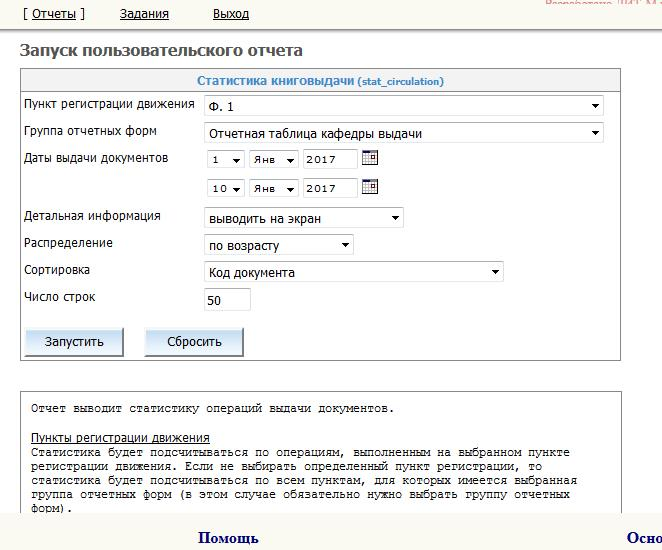 [ Отчеты ] Задания Выход
Запуск пользовательского отчета
Статистика книговыдачи (stat_circulation)
Пункт регистрации движения Ф. 1
Группа отчетных форм Отчетная таблица кафедры выдачи
Даты выдачи документов 1 Янв 2017
10 Янв 2017
Детальная информация выводить на экран
Распределение по возрасту
Сортировка Код документа
Число строк 50
Запустить Сбросить
Отчет выводит статистику операций выдачи документов.
Пункты регистрации движения
Статистика будет подсчитываться по операциям, выполненным на выбранном пункте
регистрации движения. Если не выбирать определенный пункт регистрации, то
статистика будет подсчитываться по всем пунктам, для которых имеется выбранная
группа отчетных форм (в этом случае обязательно нужно выбрать группу отчетных
форм).
Помощь Осно